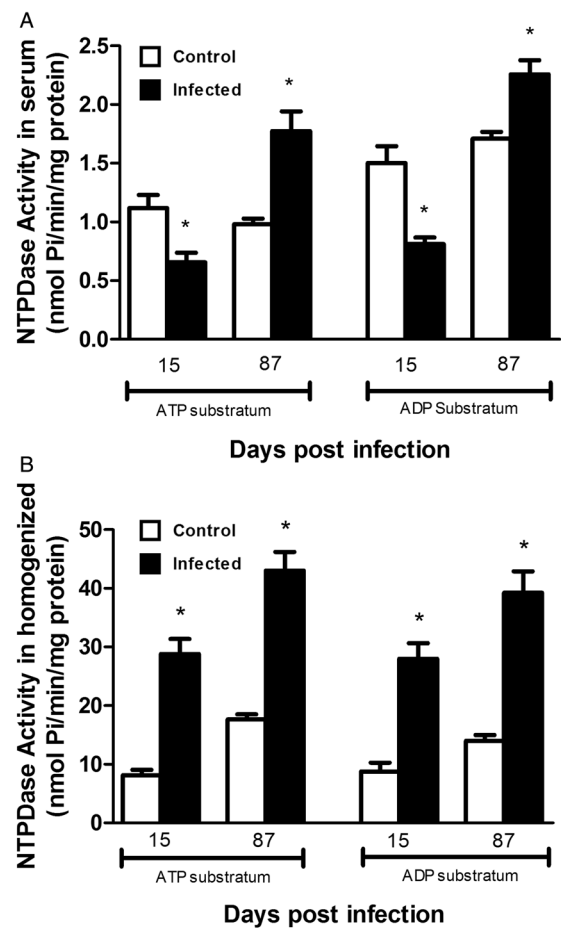 A
NTPDase Activity in serum
(nmol Pi/min/mg protein)
2.5
2.0
1.5
1.0
0.5
0.0
Control
Infected
*
*
*
*
15
87
15
87
ATP substratum
ADP Substratum
Days post infection
B
NTPDase Activity in homogenized
(nmol Pi/min/mg protein)
50
40
30
20
10
0
Control
Infected
*
*
*
*
15
87
15
87
ATP substratum
ADP substratum
Days post infection